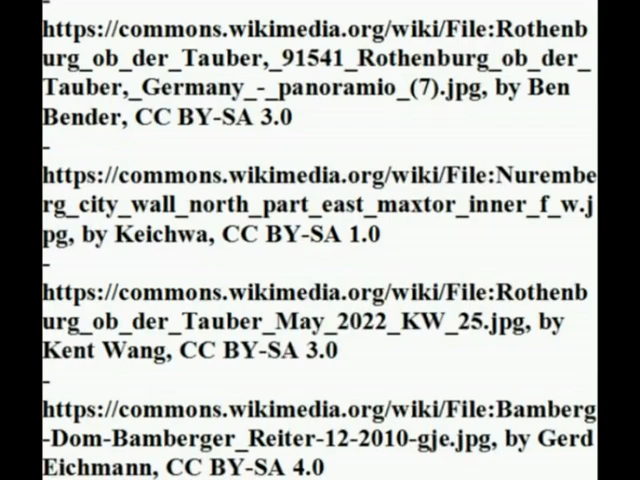 -
https://commons.wikimedia.org/wiki/File:Rothenb
urg_ob_der_Tauber,_91541_Rothenburg_ob_der_
Tauber,_Germany_-_panoramio_(7).jpg, by Ben
Bender, CC BY-SA 3.0
-
https://commons.wikimedia.org/wiki/File:Nurembe
rg_city_wall_north_part_east_maxtor_inner_f_w.j
pg, by Keichwa, CC BY-SA 1.0
-
https://commons.wikimedia.org/wiki/File:Rothenb
urg_ob_der_Tauber_May_2022_KW_25.jpg, by
Kent Wang, CC BY-SA 3.0
-
https://commons.wikimedia.org/wiki/File:Bamberg
-Dom-Bamberger_Reiter-12-2010-gje.jpg, by Gerd
Eichmann, CC BY-SA 4.0